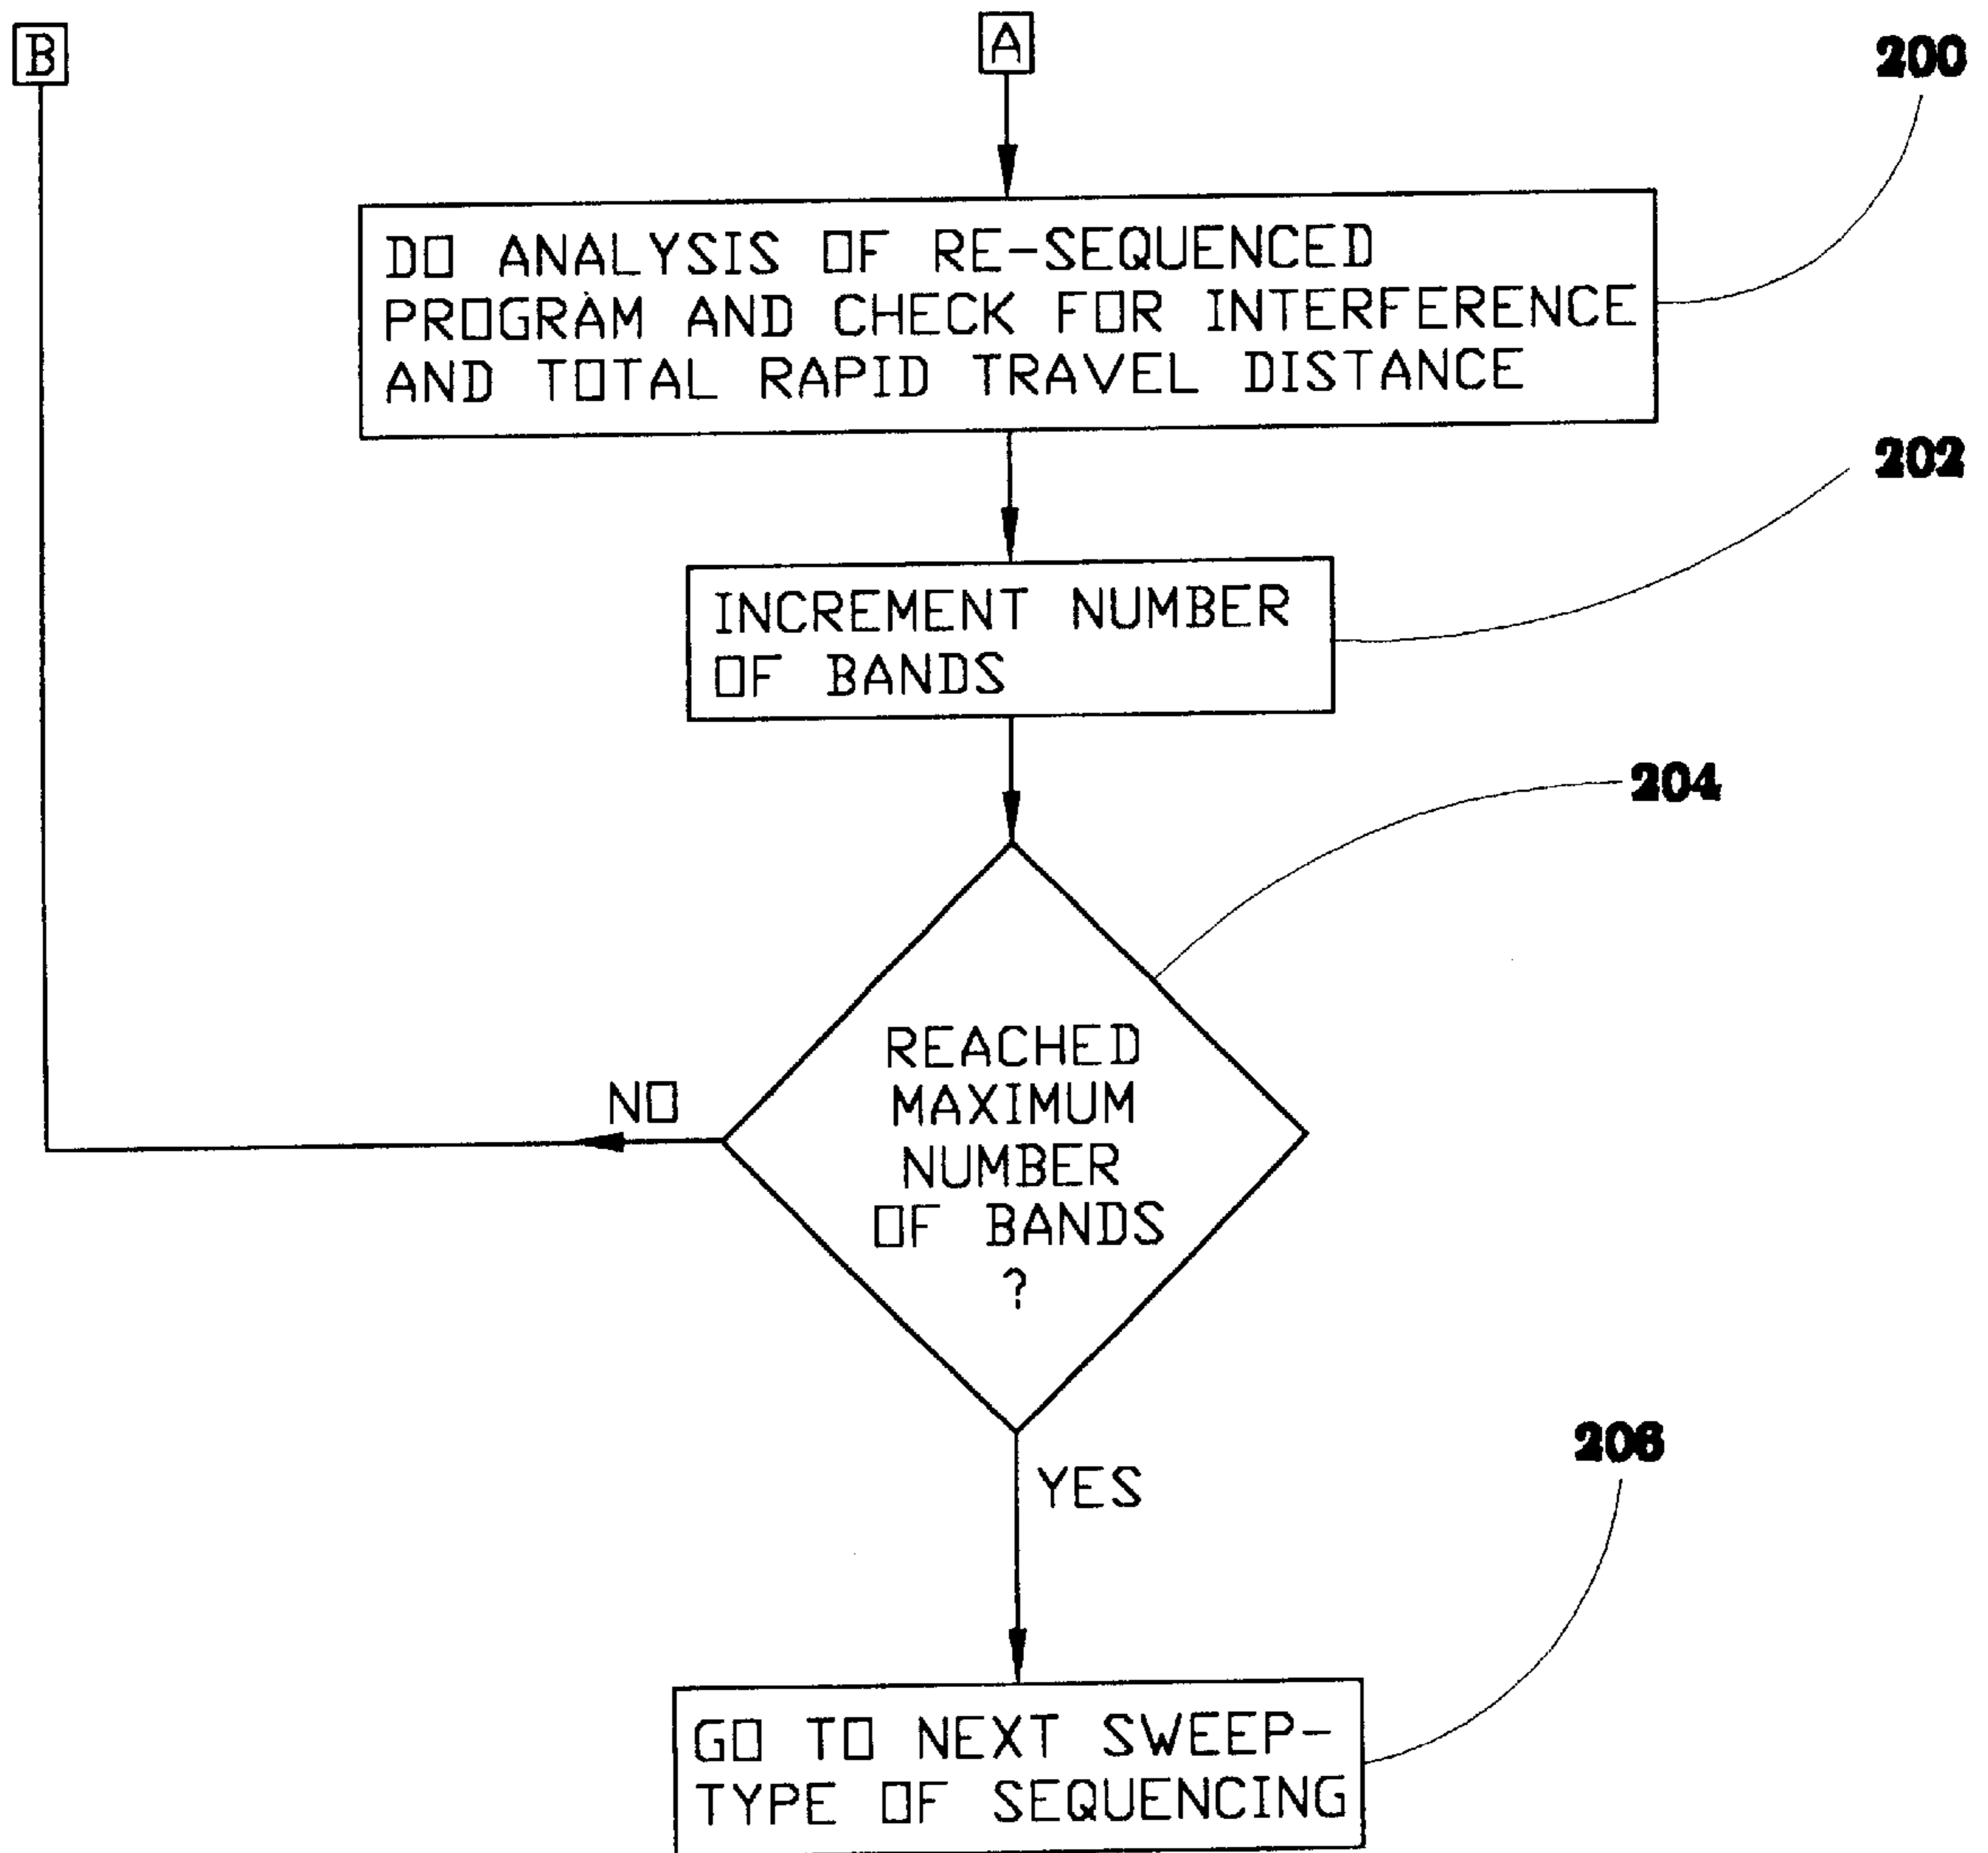 B
A
200
DO ANALYSIS OF RE-SEQUENCED
PROGRAM AND CHECK FOR INTERFERENCE
AND TOTAL RAPID TRAVEL DISTANCE
202
INCREMENT NUMBER
OF BANDS
204
REACHED
MAXIMUM
NUMBER
OF BANDS
?
NO
YES
206
GO TO NEXT SWEEP-
TYPE OF SEQUENCING